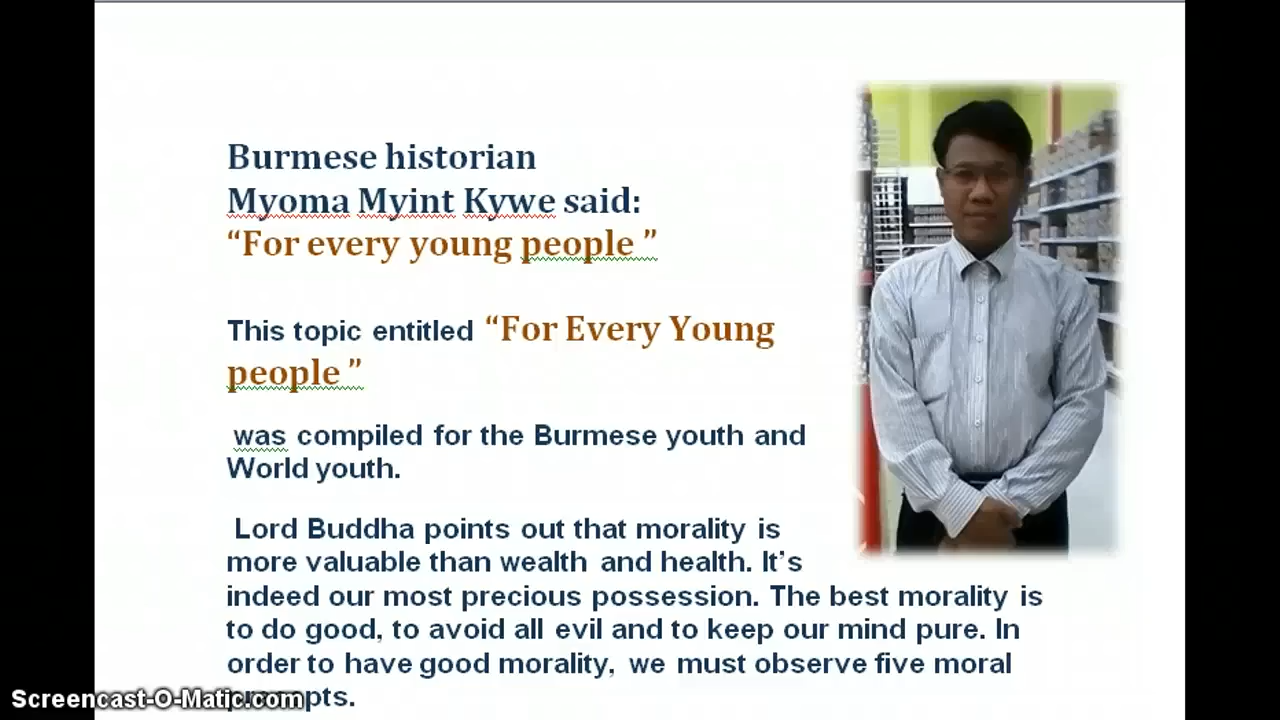 Burmese historian
Myoma Myint Kywe said:
“For every young people ”
This topic entitled “For Every Young
people ”
was compiled for the Burmese youth and
World youth.
Lord Buddha points out that morality is
more valuable than wealth and health. It’s
indeed our most precious possession. The best morality is
to do good, to avoid all evil and to keep our mind pure. In
order to have good morality, we must observe five moral
Screencast-O-Matic.com